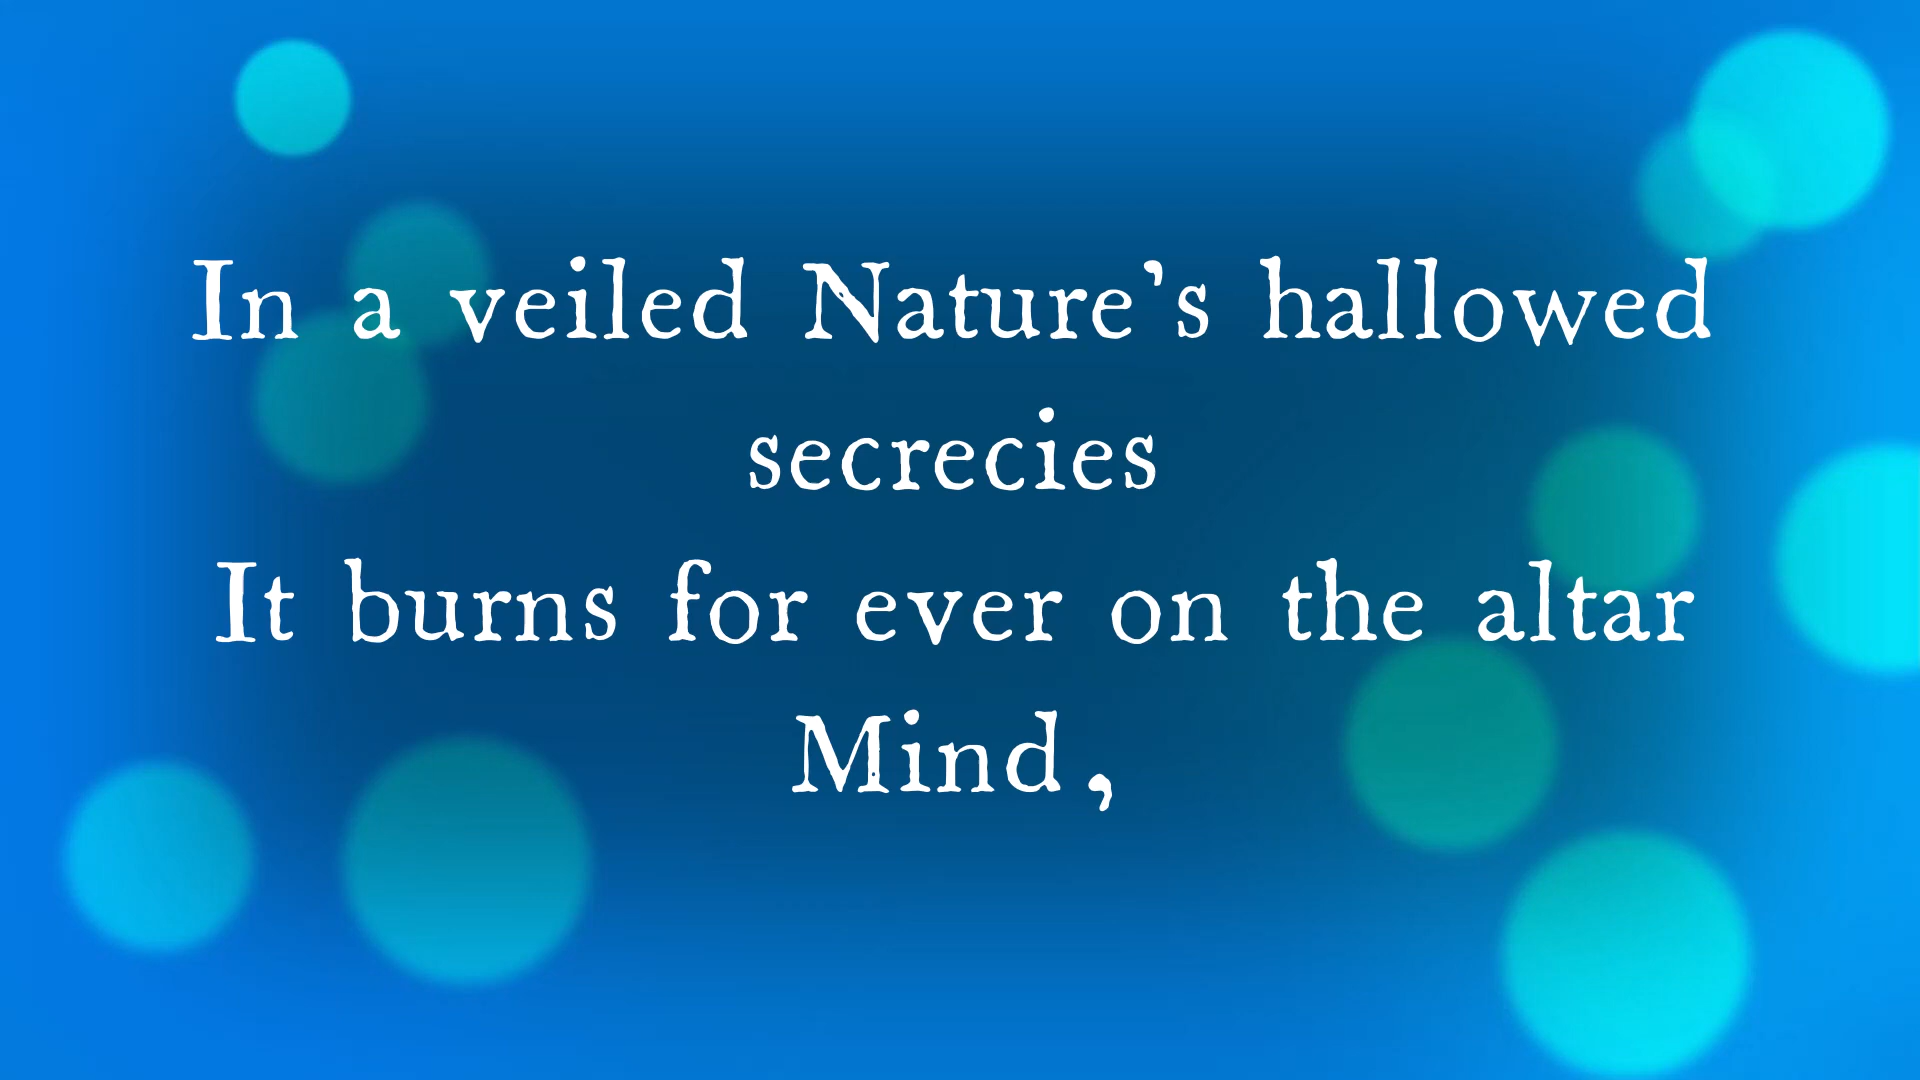 In a veiled Nature’s hallowed
secrecies
It burns for ever on the altar
Mind,